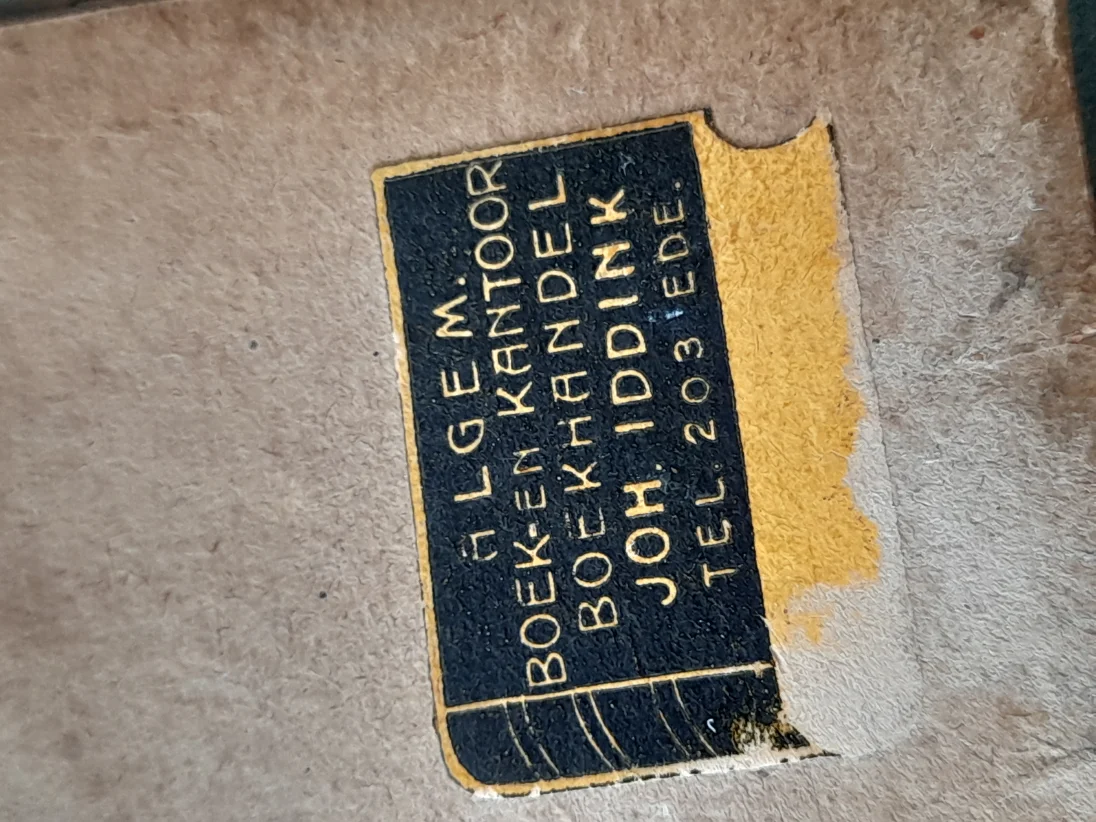 ALGEM.
BOEK-EN KANTOOR
BOEKHANDEL
JOH. IDDINK
TEL. 203 EDE.